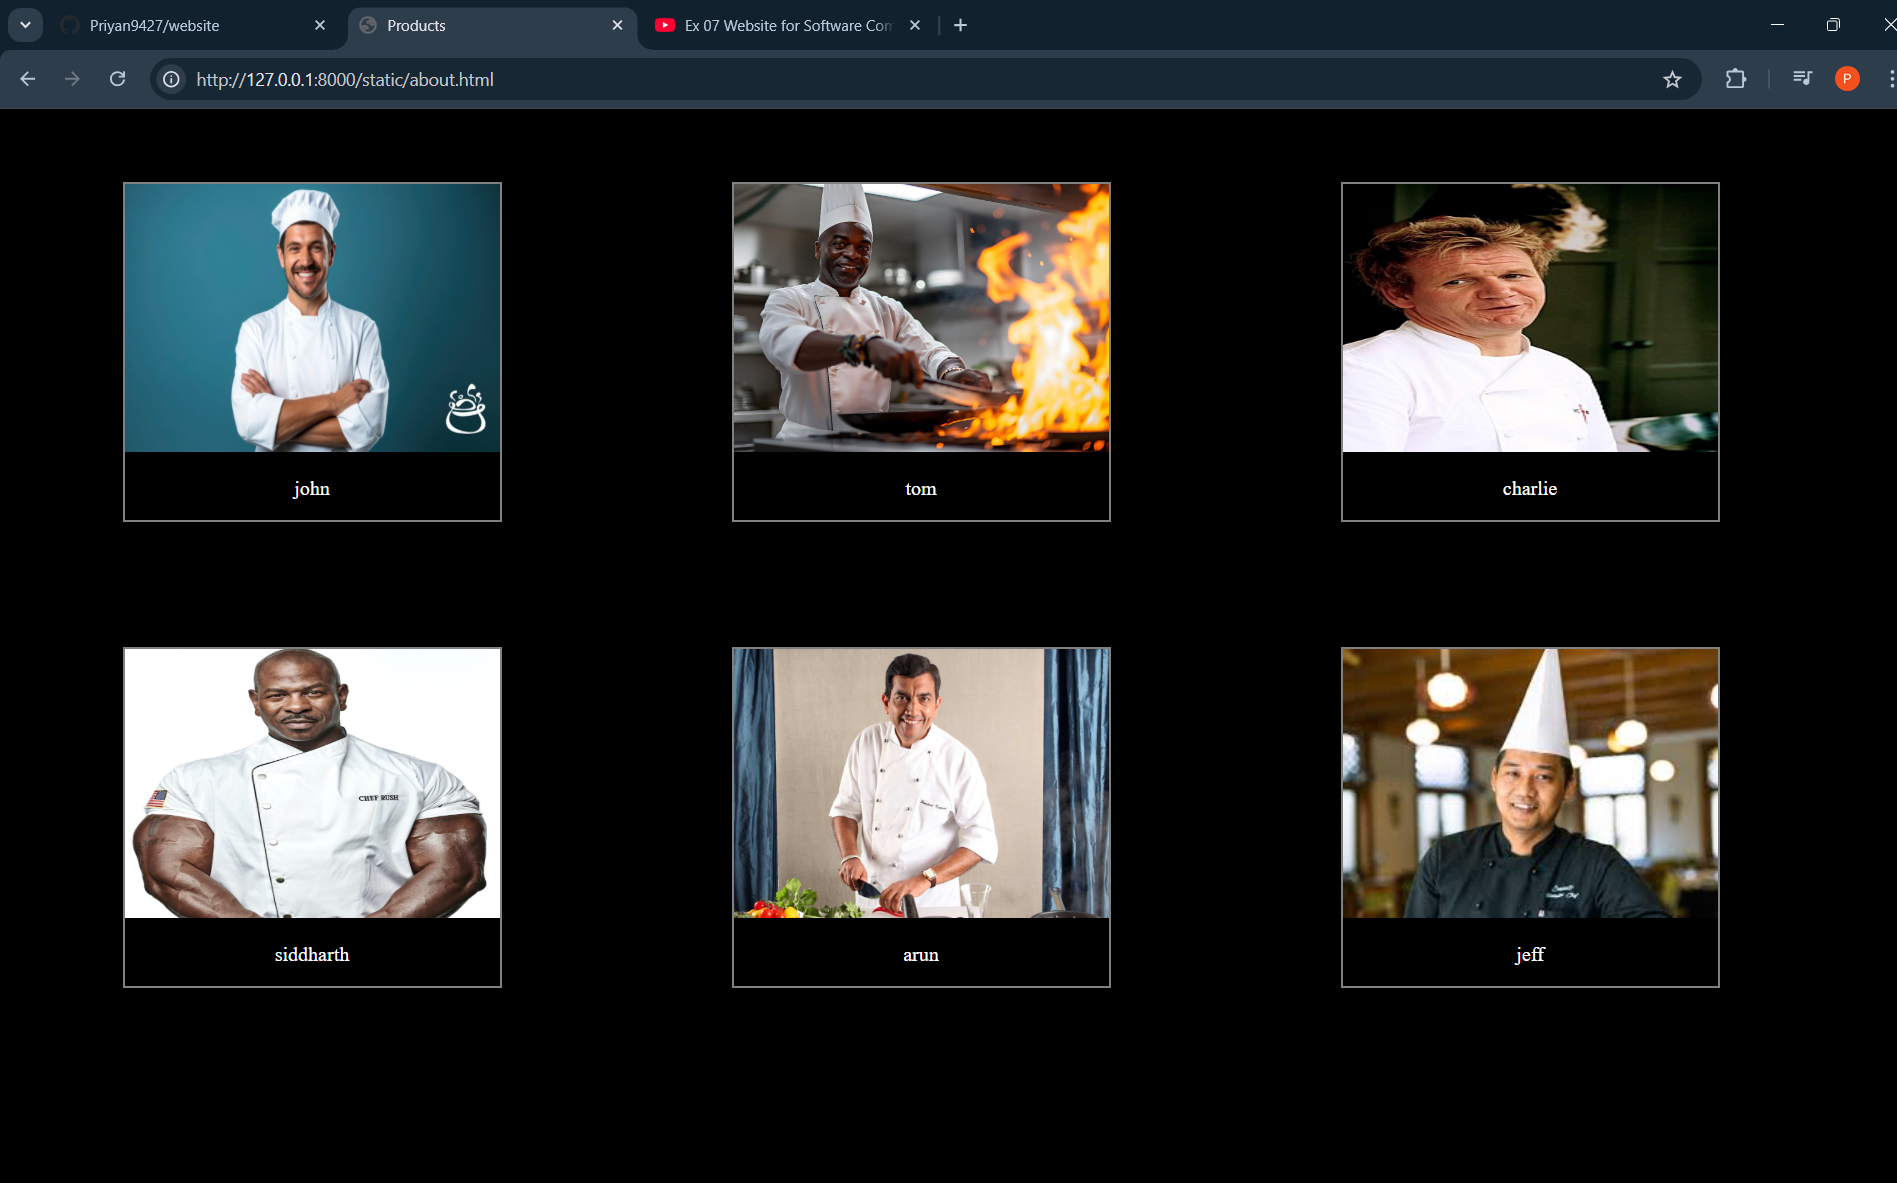 Priyan9427/website
Products
Ex 07 Website for Software Con
http://127.0.0.1:8000/static/about.html
P
john
tom
charlie
CHEF RUSH
siddharth
arun
jeff